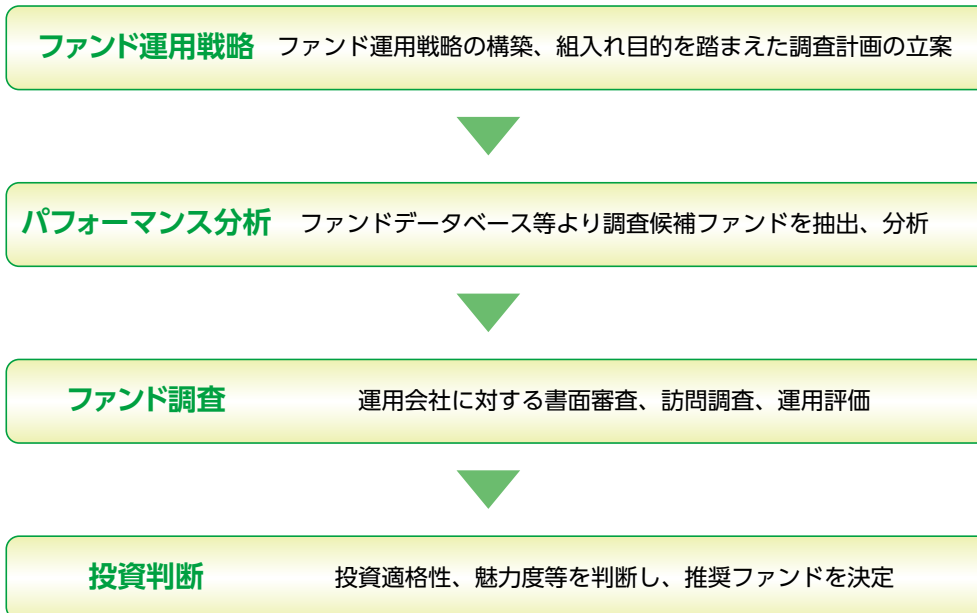 ファンド運用戦略 ファンド運用戦略の構築、組入れ目的を踏まえた調査計画の立案
パフォーマンス分析 ファンドデータベース等より調査候補ファンドを抽出、分析
ファンド調査 運用会社に対する書面審査、訪問調査、運用評価
投資判断 投資適格性、魅力度等を判断し、推奨ファンドを決定